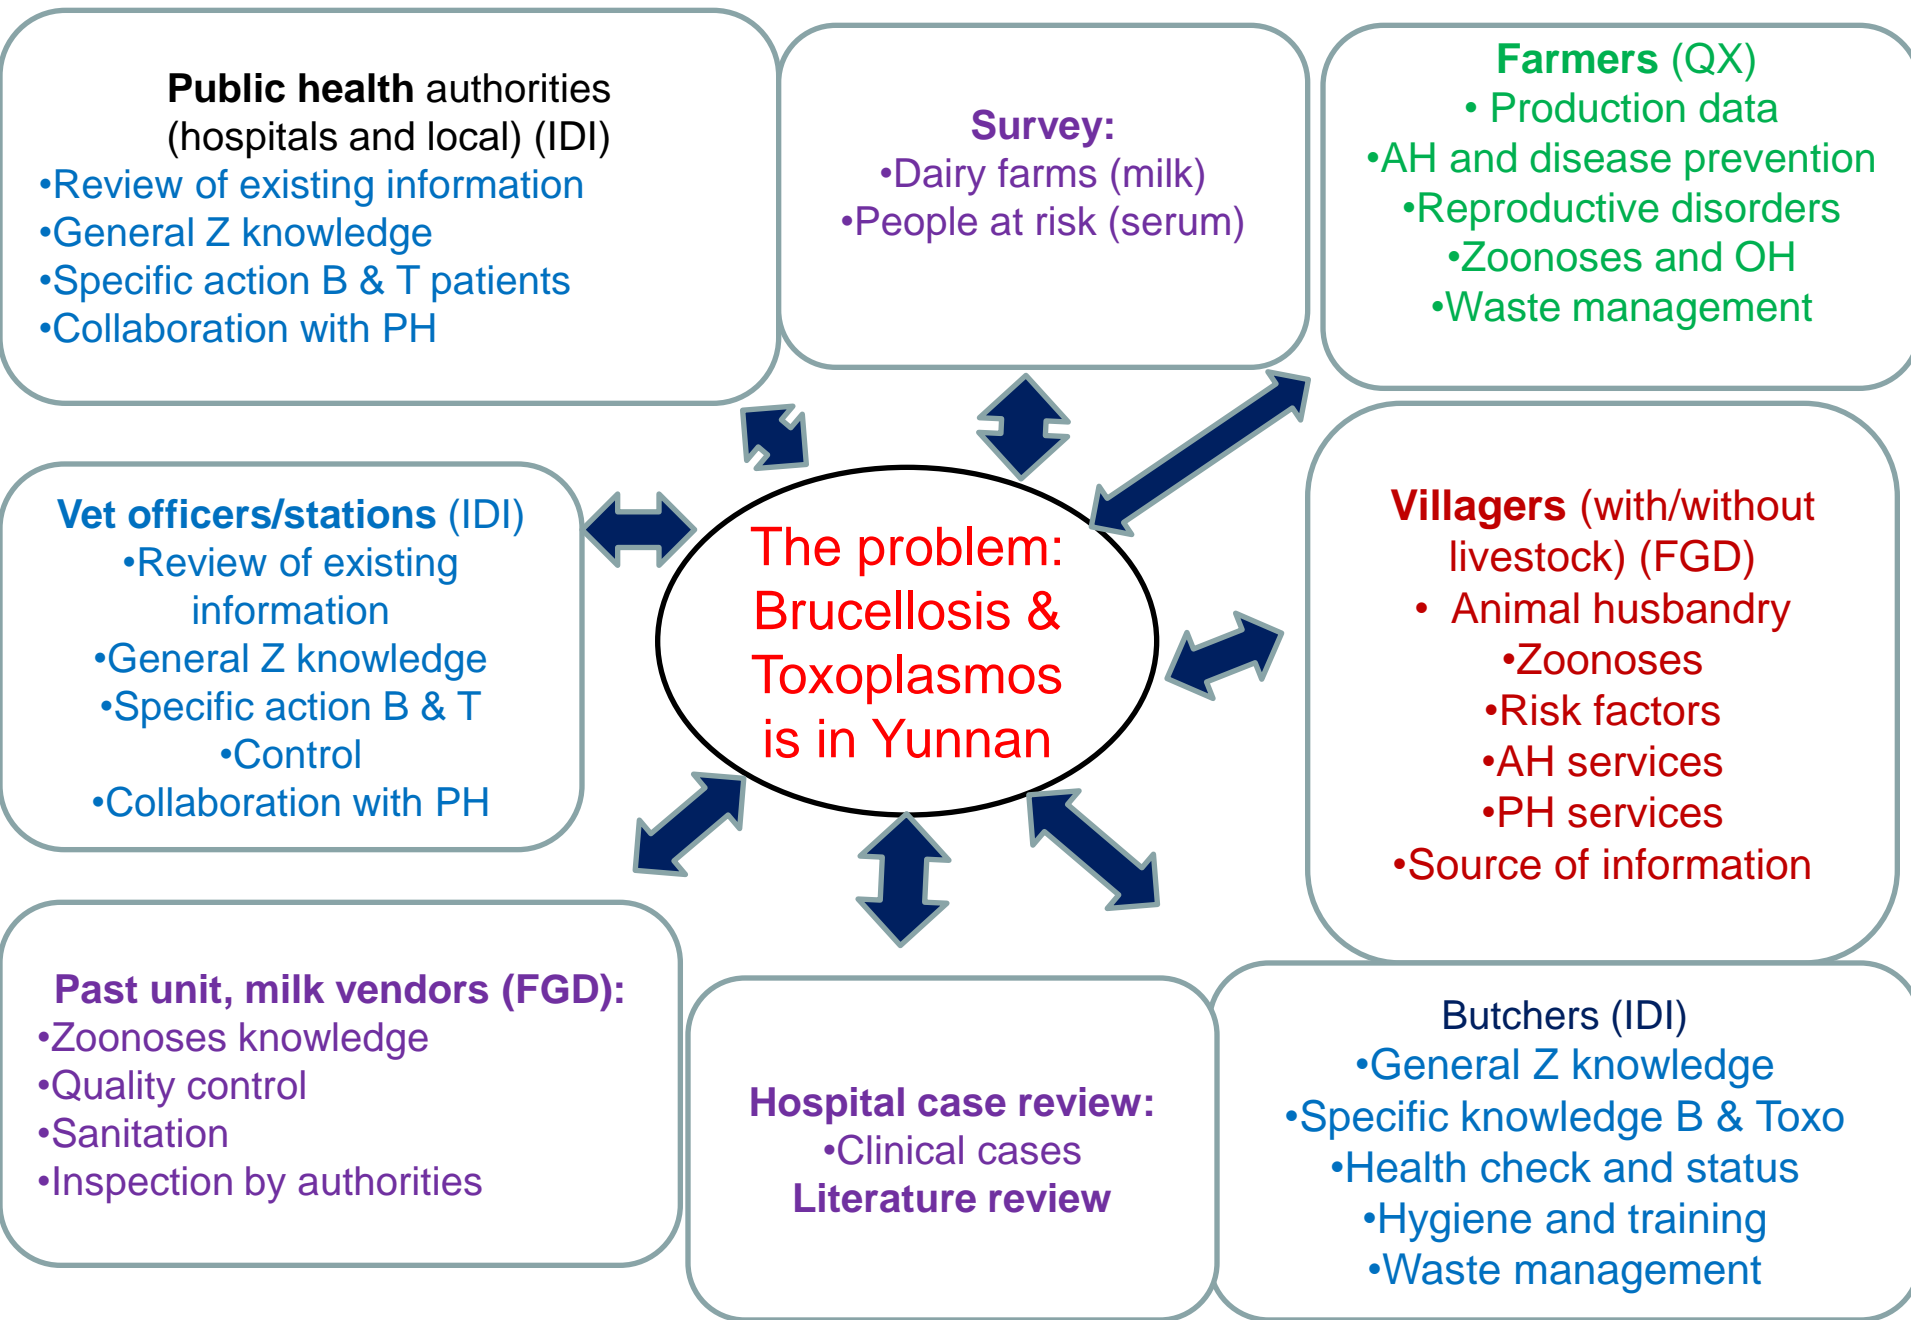 Public health authorities
(hospitals and local) (IDI)
•Review of existing information
•General Z knowledge
•Specific action B & T patients
•Collaboration with PH
Survey:
•Dairy farms (milk)
•People at risk (serum)
Farmers (QX)
• Production data
•AH and disease prevention
•Reproductive disorders
•Zoonoses and OH
•Waste management
Vet officers/stations (IDI)
•Review of existing
information
•General Z knowledge
•Specific action B & T
•Control
•Collaboration with PH
The problem:
Brucellosis &
Toxoplasmos
is in Yunnan
Villagers (with/without
livestock) (FGD)
• Animal husbandry
•Zoonoses
•Risk factors
•AH services
•PH services
•Source of information
Past unit, milk vendors (FGD):
•Zoonoses knowledge
•Quality control
•Sanitation
•Inspection by authorities
Hospital case review:
•Clinical cases
Literature review
Butchers (IDI)
•General Z knowledge
•Specific knowledge B & Toxo
•Health check and status
•Hygiene and training
•Waste management